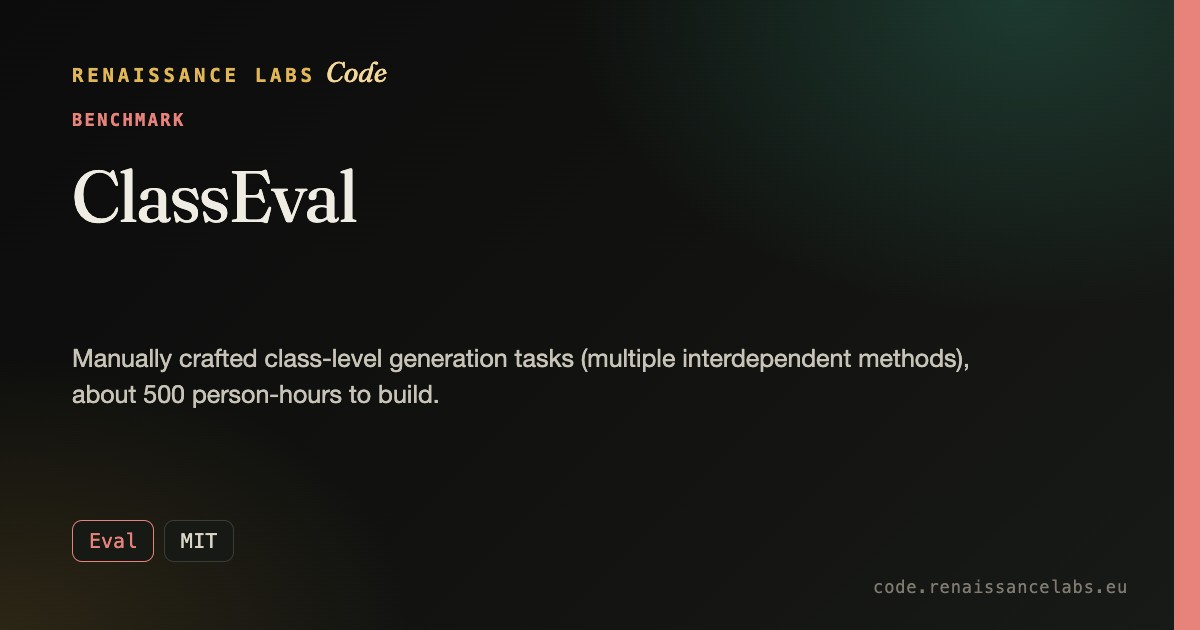 RENAISSANCE LABS Code
BENCHMARK
ClassEval
Manually crafted class-level generation tasks (multiple interdependent methods),
about 500 person-hours to build.
Eval MIT
code.renaissancelabs.eu